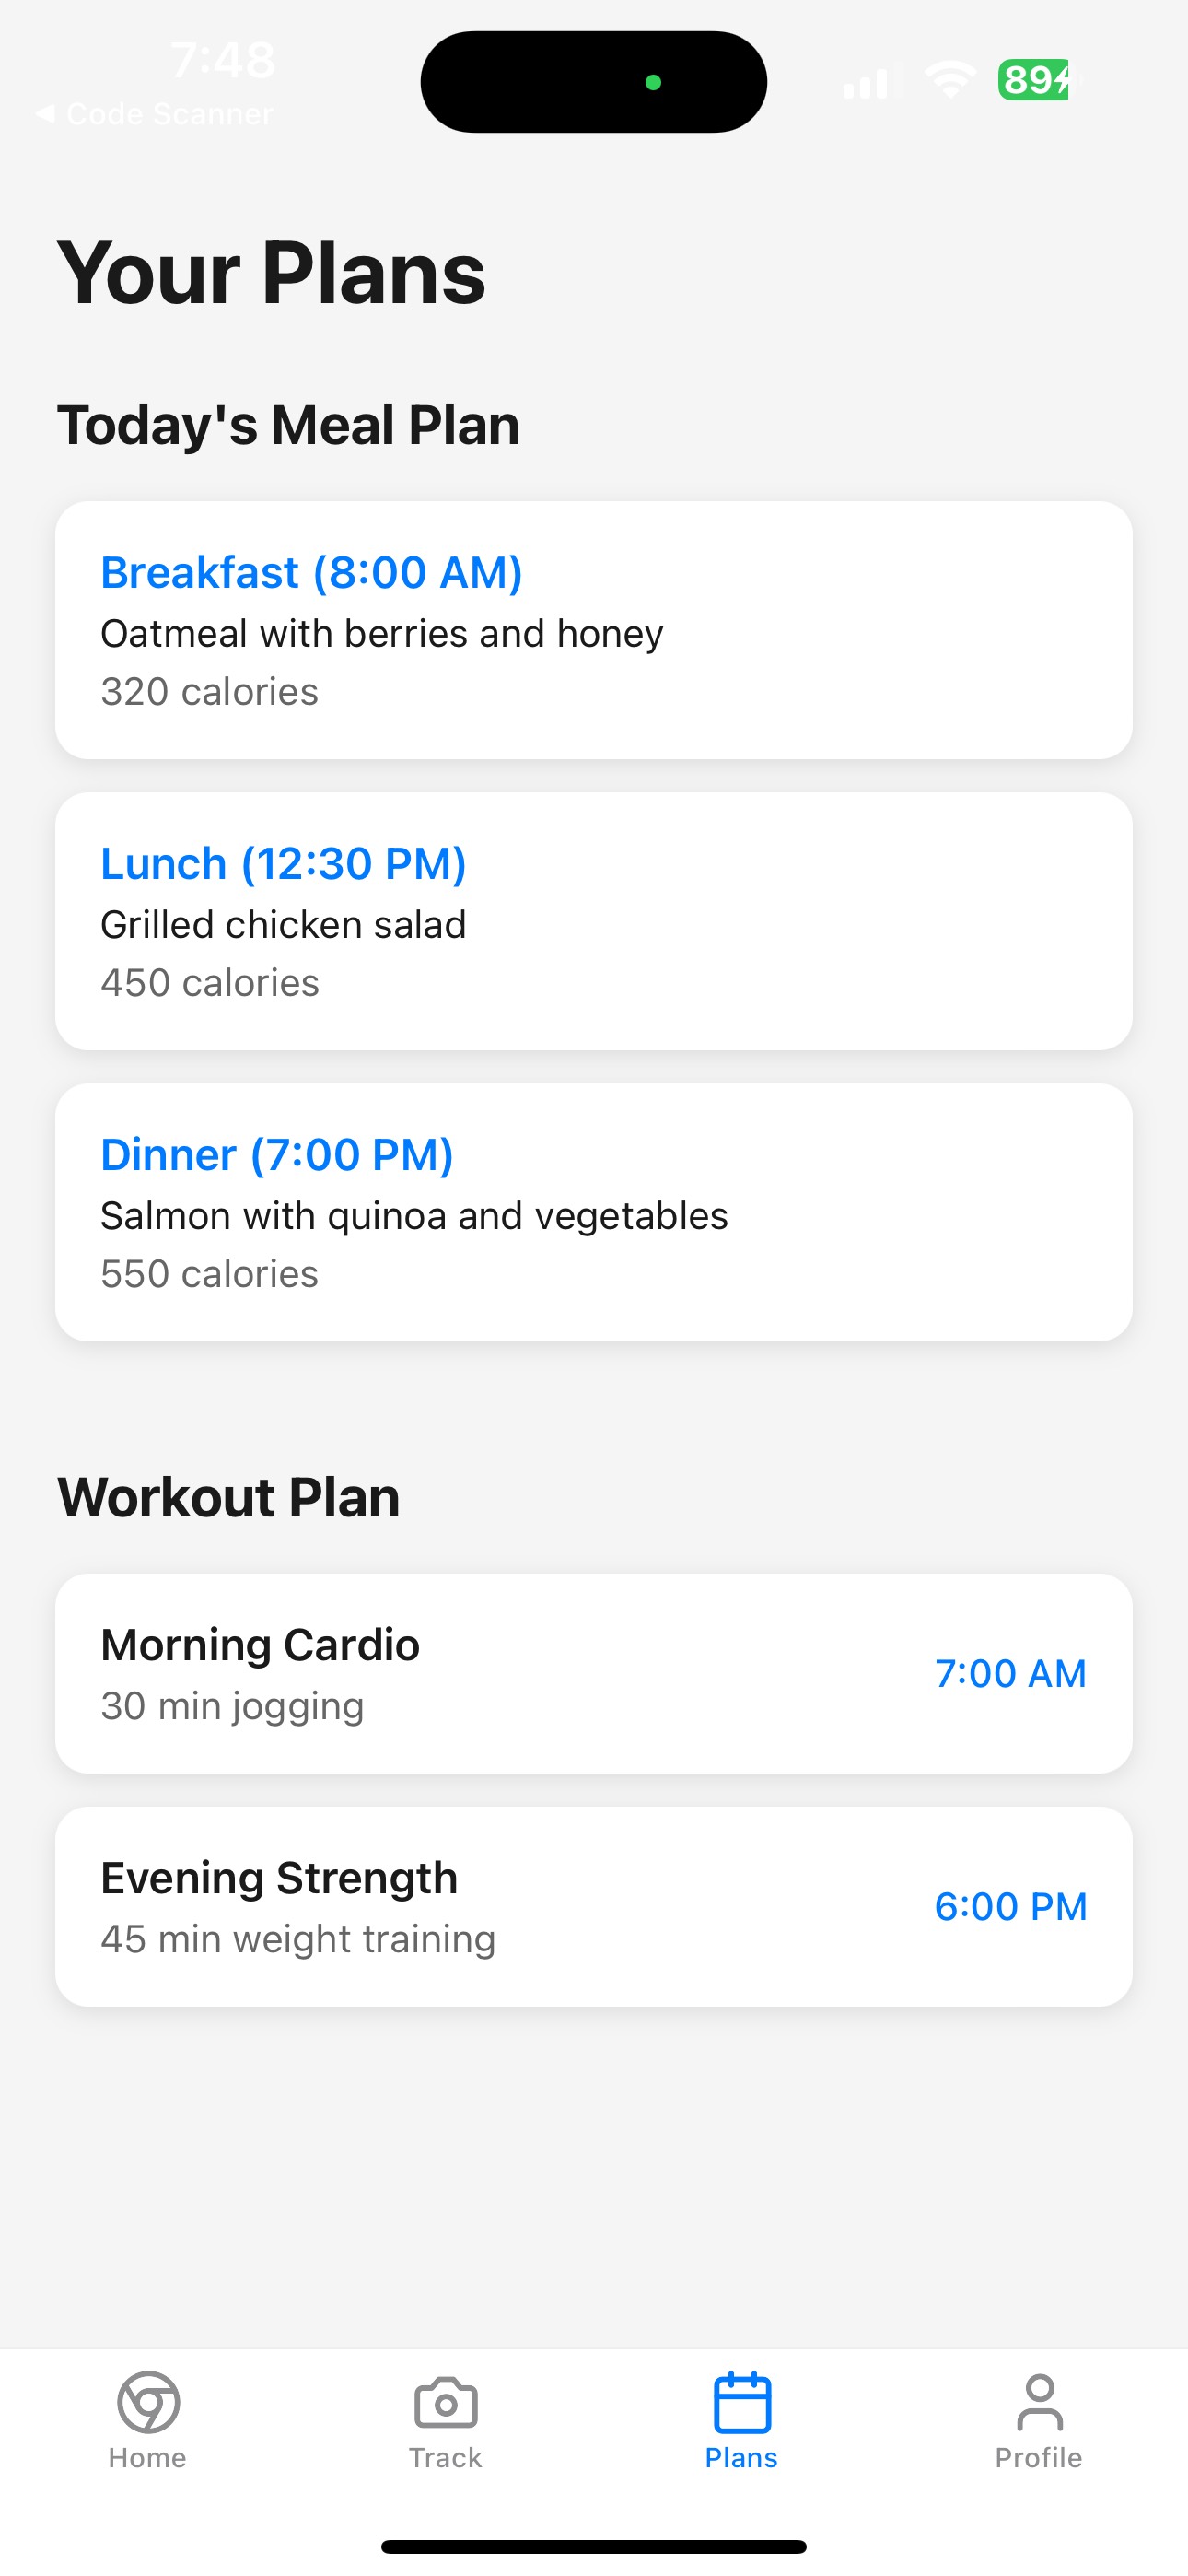 7:48
89
◀ Code Scanner
Your Plans
Today's Meal Plan
Breakfast (8:00 AM)
Oatmeal with berries and honey
320 calories
Lunch (12:30 PM)
Grilled chicken salad
450 calories
Dinner (7:00 PM)
Salmon with quinoa and vegetables
550 calories
Workout Plan
Morning Cardio
30 min jogging
7:00 AM
Evening Strength
45 min weight training
6:00 PM
Home
Track
Plans
Profile